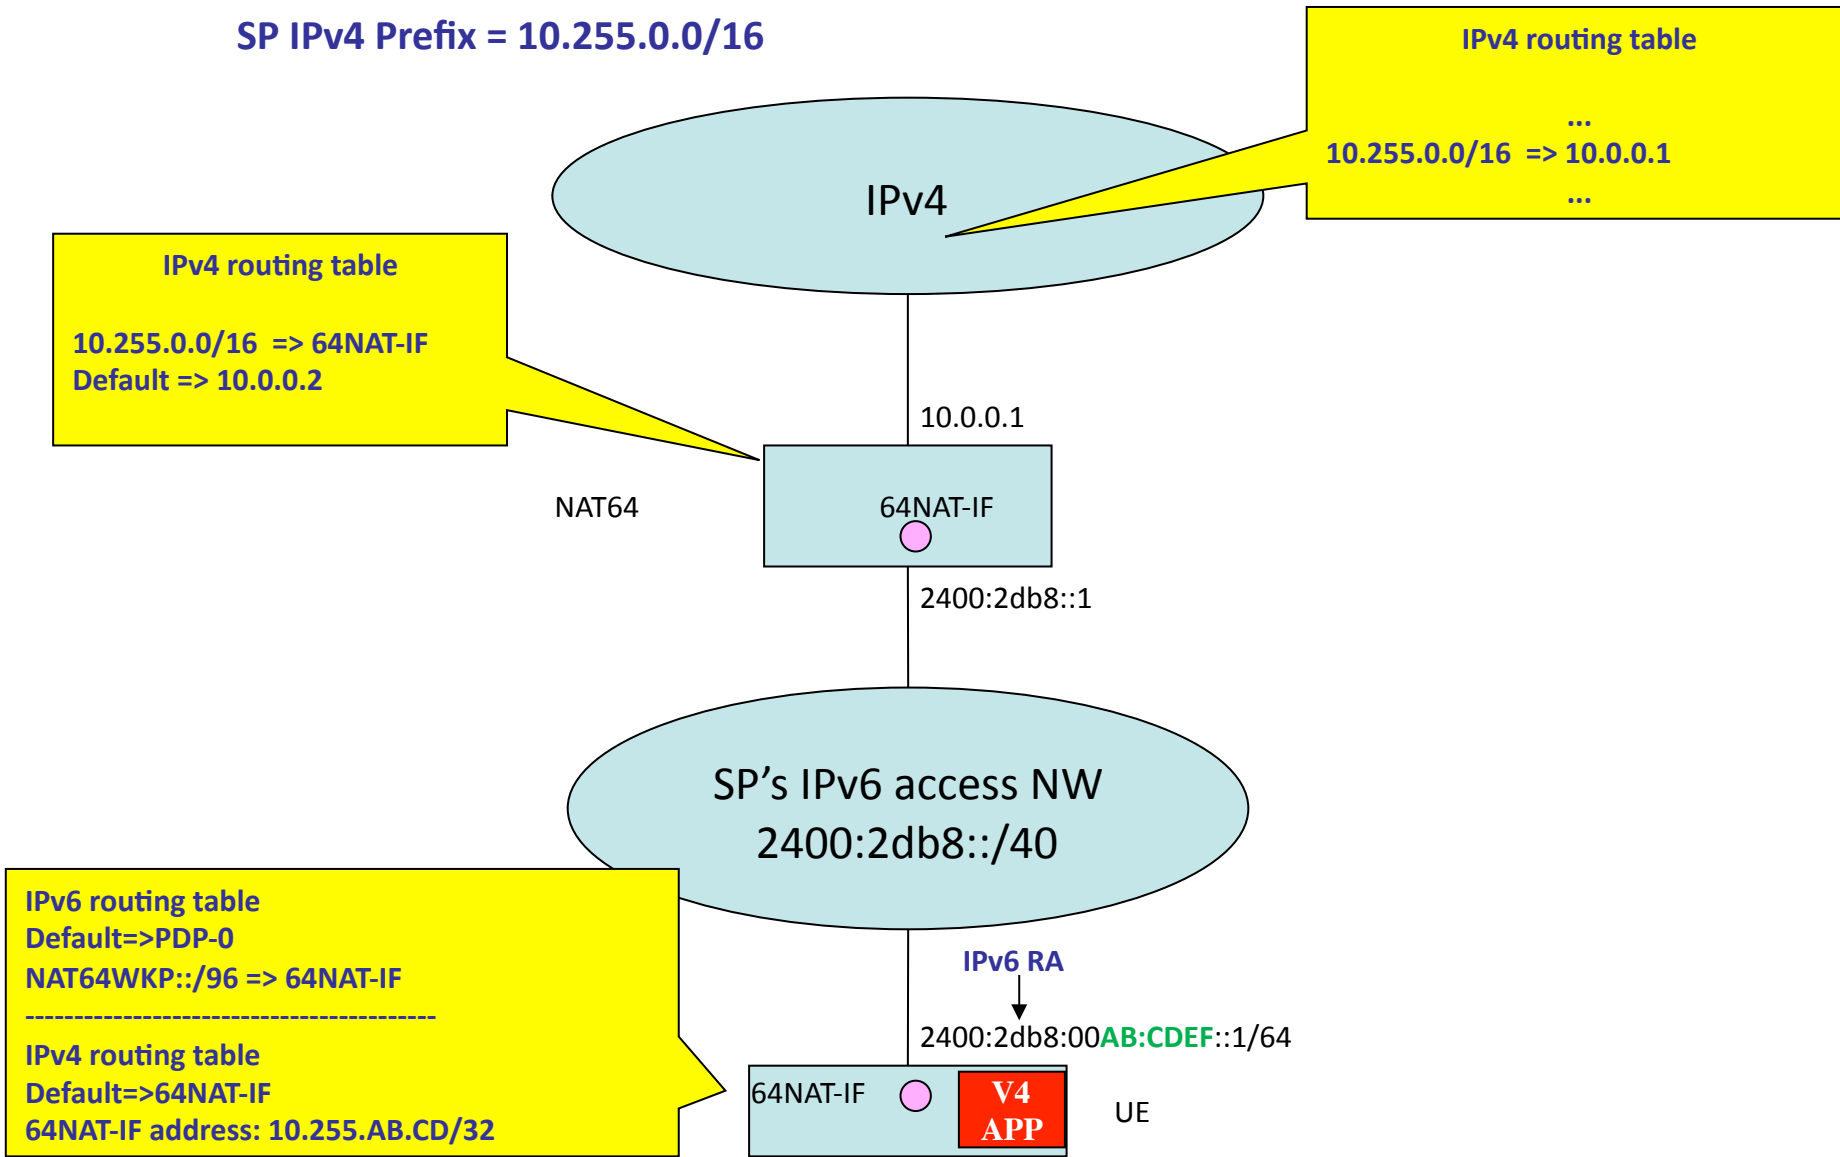 SP IPv4 Prefix = 10.255.0.0/16
IPv4 routing table
...
10.255.0.0/16 => 10.0.0.1
...
IPv4
IPv4 routing table
10.255.0.0/16 => 64NAT-IF
Default => 10.0.0.2
10.0.0.1
NAT64
64NAT-IF
2400:2db8::1
SP’s IPv6 access NW
2400:2db8::/40
IPv6 routing table
Default=>PDP-0
NAT64WKP::/96 => 64NAT-IF
------------------------------------------
IPv4 routing table
Default=>64NAT-IF
64NAT-IF address: 10.255.AB.CD/32
IPv6 RA
2400:2db8:00AB:CDEF::1/64
64NAT-IF
V4
APP
UE